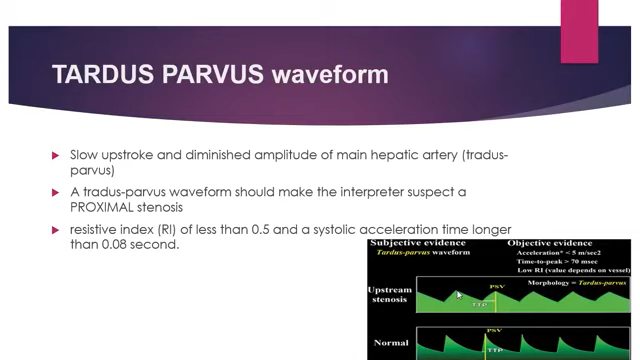 TARDUS PARVUS waveform
Slow upstroke and diminished amplitude of main hepatic artery (tradus-
parvus)
A tradus-parvus waveform should make the interpreter suspect a
PROXIMAL stenosis
resistive index (RI) of less than 0.5 and a systolic acceleration time longer
than 0.08 second.
Subjective evidence
Tardus-parvus waveform
Objective evidence
Acceleration* < 5 m/sec2
Time-to-peak > 70 msec
Low RI (value depends on vessel)
Upstream
stenosis
PSV
Morphology = Tardus-parvus
TTP
Normal
PSV
TTP